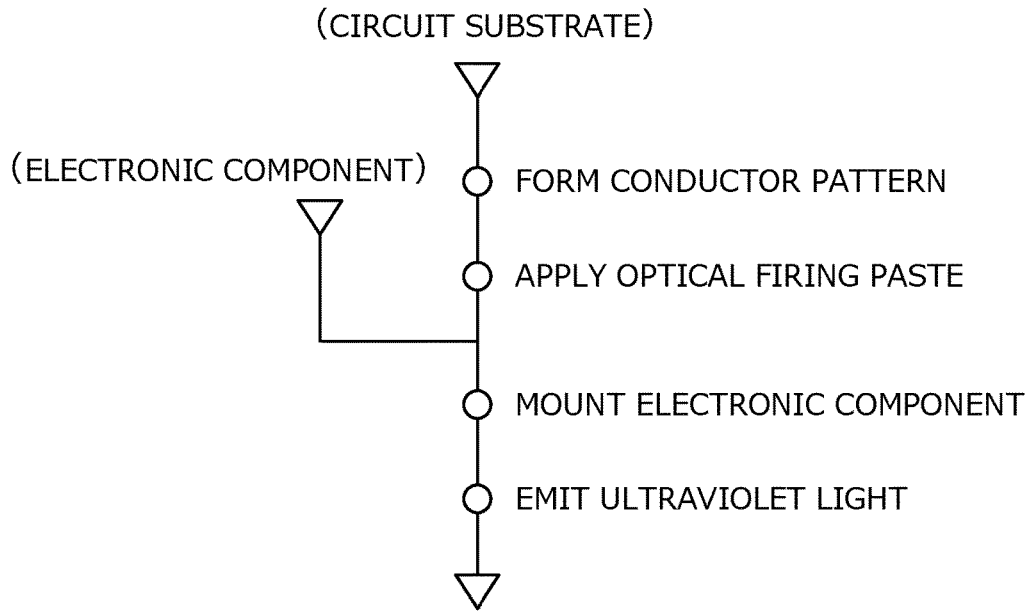 (CIRCUIT SUBSTRATE)
(ELECTRONIC COMPONENT)
FORM CONDUCTOR PATTERN
APPLY OPTICAL FIRING PASTE
MOUNT ELECTRONIC COMPONENT
EMIT ULTRAVIOLET LIGHT